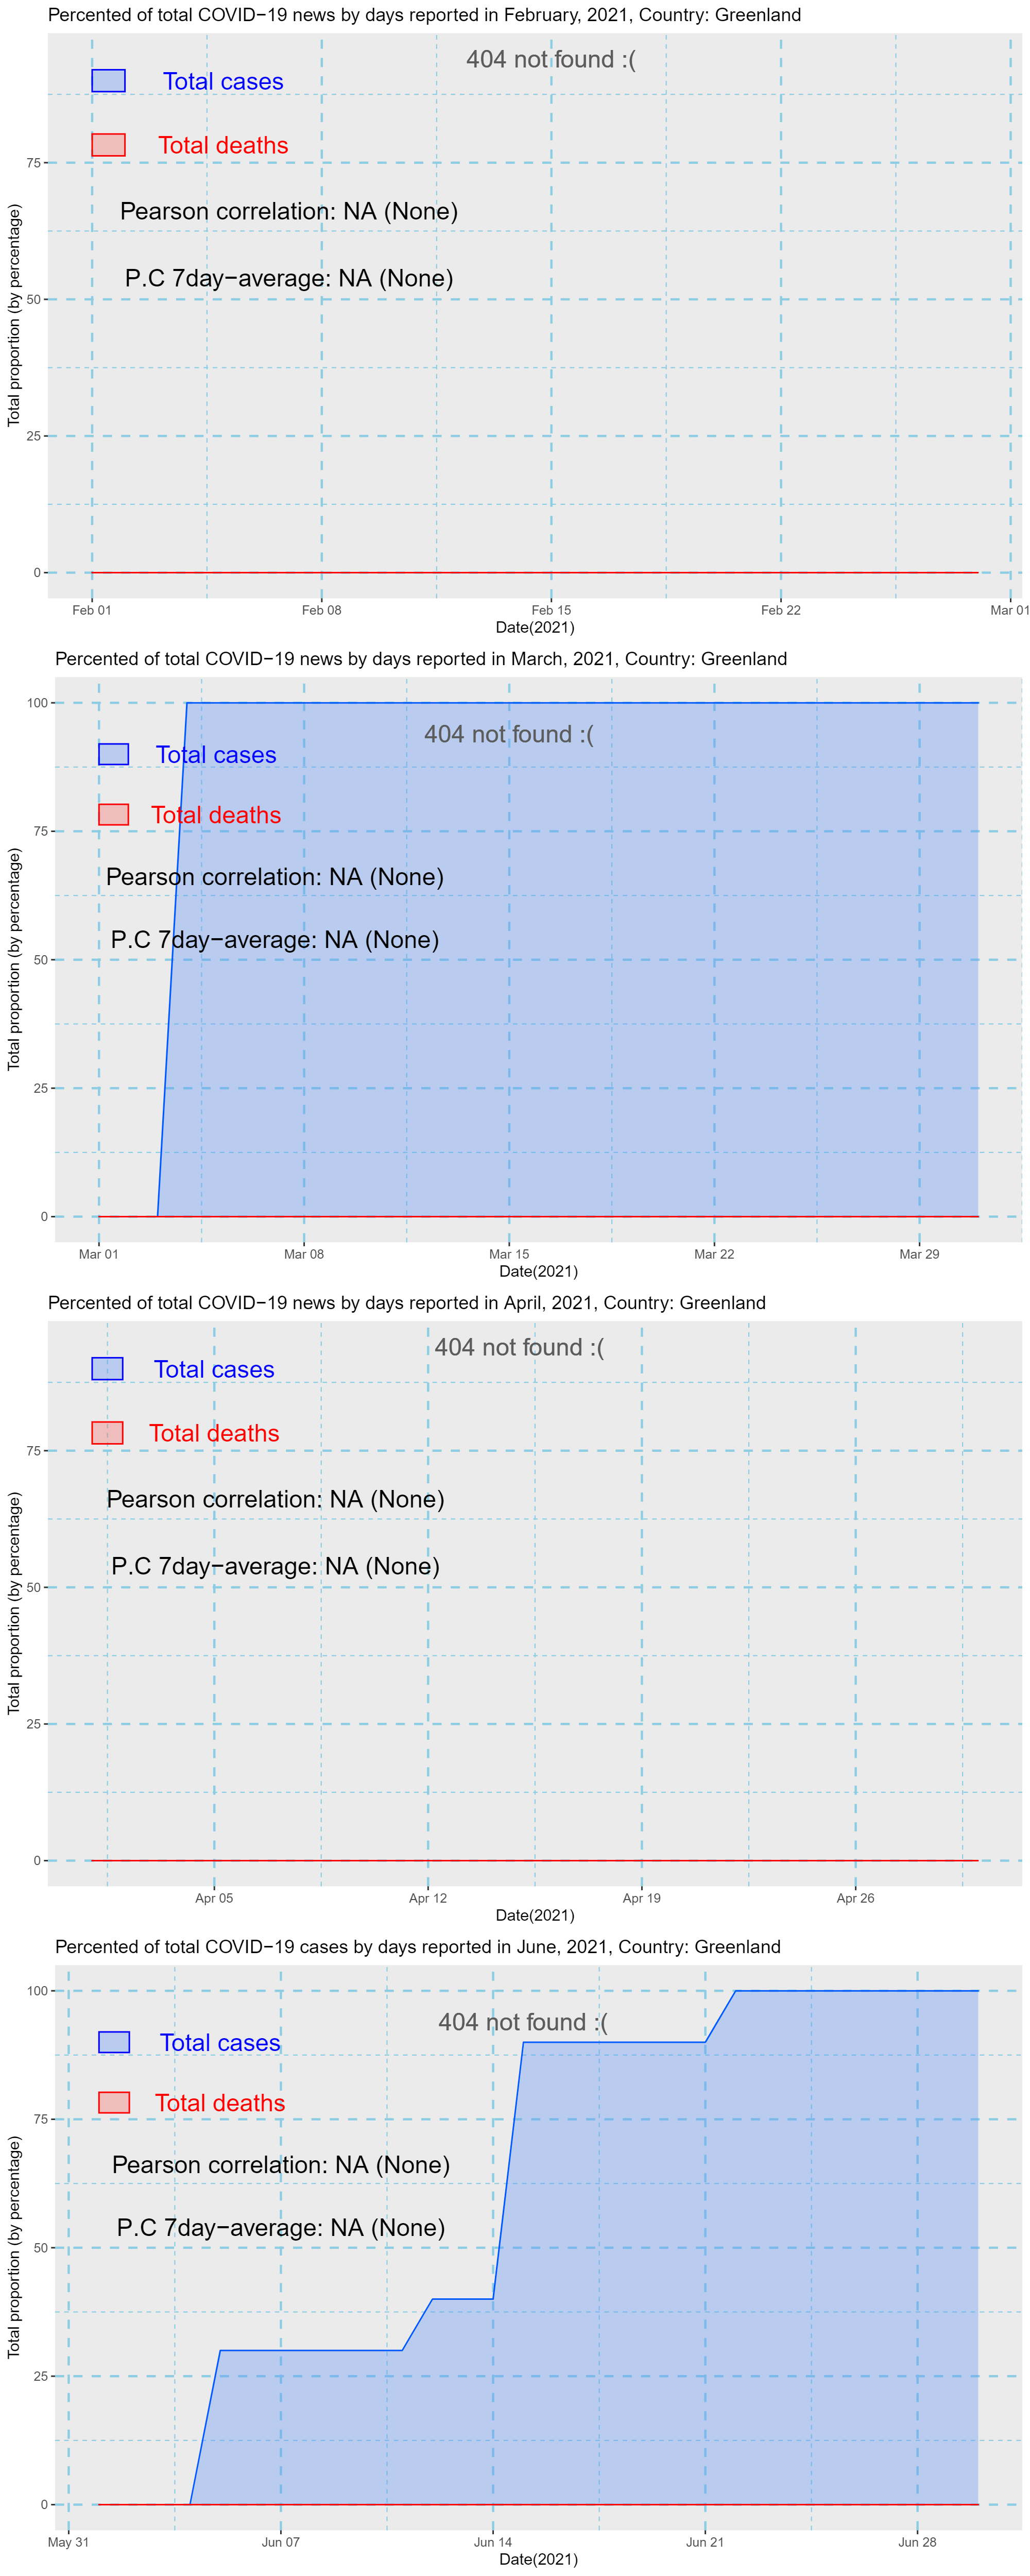 Percented of total COVID−19 news by days reported in February, 2021, Country: Greenland
404 not found :(
Total cases
Total deaths
75
Pearson correlation: NA (None)
P.C 7day−average: NA (None)
50
25
0
Total proportion (by percentage)
Feb 01 Feb 08 Feb 15 Feb 22 Mar 01
Date(2021)
Percented of total COVID−19 news by days reported in March, 2021, Country: Greenland
100
404 not found :(
Total cases
Total deaths
75
Pearson correlation: NA (None)
P.C 7day−average: NA (None)
50
25
0
Total proportion (by percentage)
Mar 01 Mar 08 Mar 15 Mar 22 Mar 29
Date(2021)
Percented of total COVID−19 news by days reported in April, 2021, Country: Greenland
404 not found :(
Total cases
Total deaths
75
Pearson correlation: NA (None)
P.C 7day−average: NA (None)
50
25
0
Total proportion (by percentage)
Apr 05 Apr 12 Apr 19 Apr 26
Date(2021)
Percented of total COVID−19 cases by days reported in June, 2021, Country: Greenland
100
404 not found :(
Total cases
Total deaths
75
Pearson correlation: NA (None)
P.C 7day−average: NA (None)
50
25
0
Total proportion (by percentage)
May 31 Jun 07 Jun 14 Jun 21 Jun 28
Date(2021)